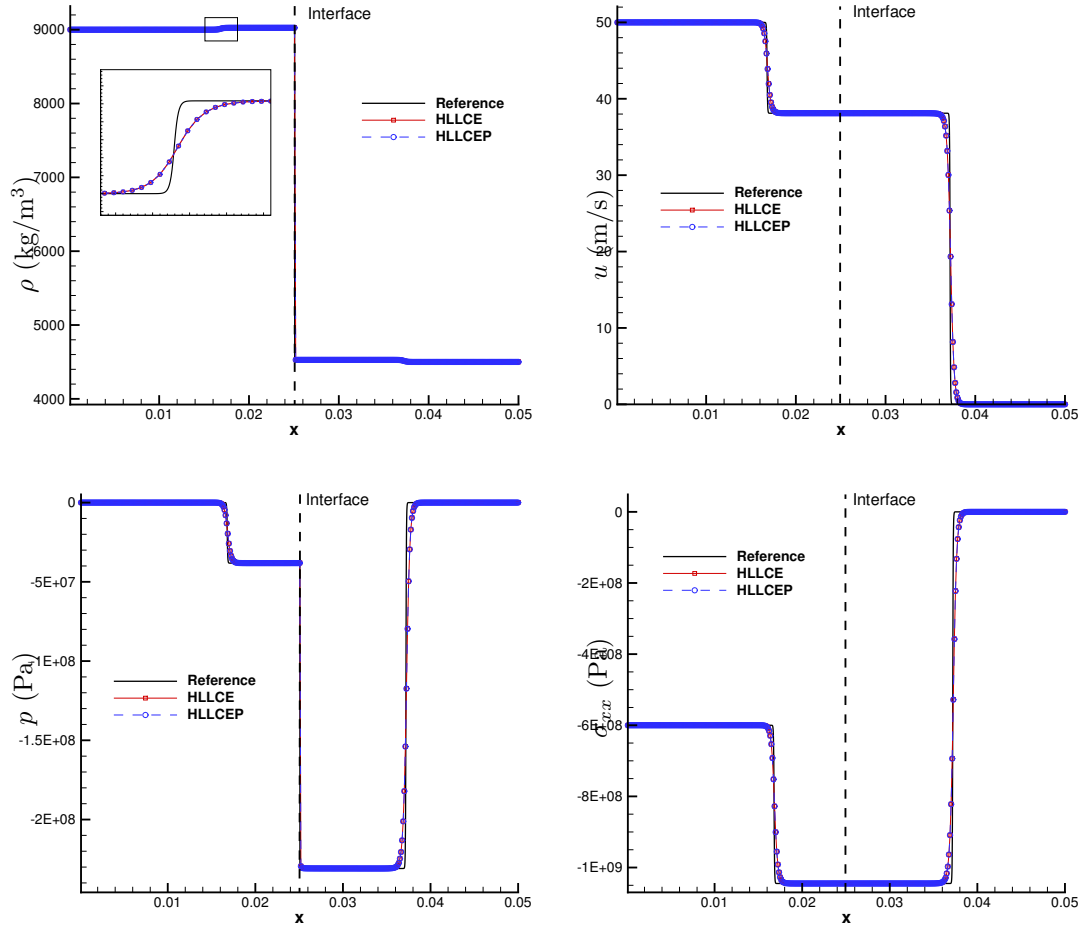 Interface
9000
8000
7000
6000
5000
4000
ρ (kg/m³)
Reference
HLLCE
HLLCEP
0.01
0.02
0.03
0.04
0.05
x
Interface
50
40
30
20
10
0
u (m/s)
Reference
HLLCE
HLLCEP
0.01
0.02
0.03
0.04
0.05
x
Interface
0
-5E+07
-1E+08
-1.5E+08
-2E+08
p (Pa)
Reference
HLLCE
HLLCEP
0.01
0.02
0.03
0.04
0.05
x
Interface
0
-2E+08
-4E+08
-6E+08
-8E+08
-1E+09
σxx (Pa)
Reference
HLLCE
HLLCEP
0.01
0.02
0.03
0.04
0.05
x